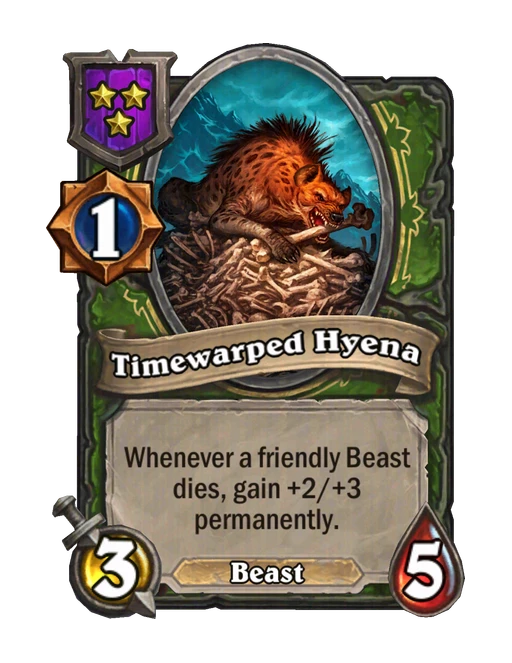 1
Timewarped Hyena
Whenever a friendly Beast
dies, gain +2/+3
permanently.
3
Beast
5